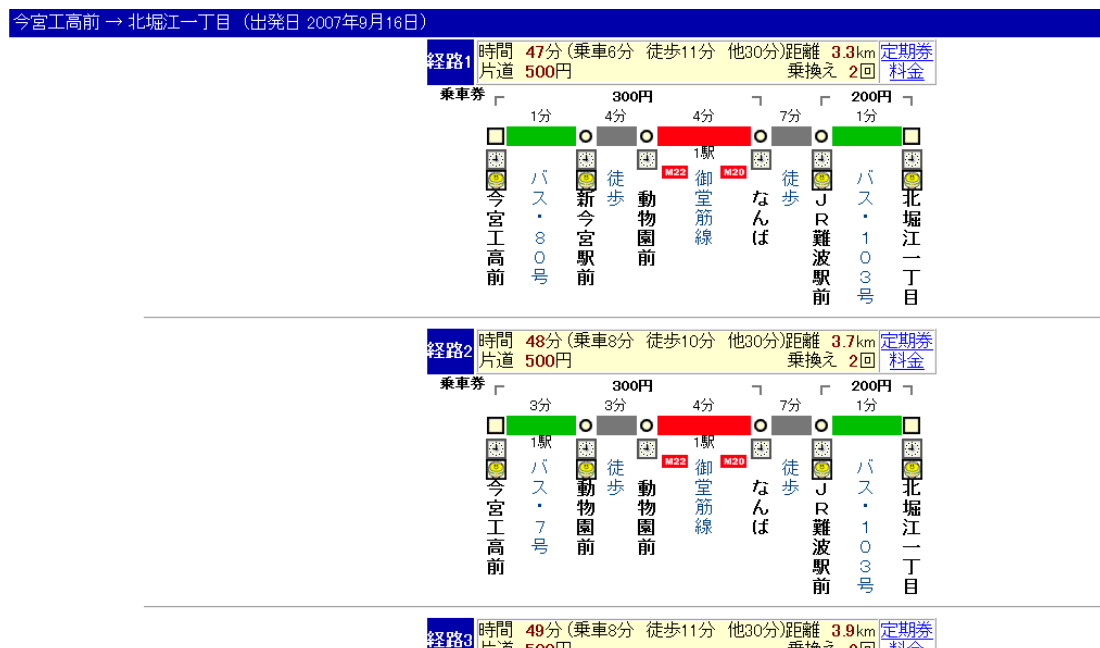 今宮工高前 → 北堀江一丁目 （出発日 2007年9月16日）
経路1 時間 47分 (乗車6分 徒歩11分 他30分) 距離 3.3km 定期券
片道 500円 乗換え 2回 料金
乗車券 300円 200円
1分 4分 4分 7分 1分
1駅
M22 M20
今宮工高前
バス・80号
新今宮駅前
徒歩
動物園前
御堂筋線
なんば
徒歩
JR難波駅前
バス・103号
北堀江一丁目
経路2 時間 48分 (乗車8分 徒歩10分 他30分) 距離 3.7km 定期券
片道 500円 乗換え 2回 料金
乗車券 300円 200円
3分 3分 4分 7分 1分
1駅 1駅
M22 M20
今宮工高前
バス・7号
動物園前
徒歩
動物園前
御堂筋線
なんば
徒歩
JR難波駅前
バス・103号
北堀江一丁目
経路3 時間 49分 (乗車8分 徒歩11分 他30分) 距離 3.9km 定期券
片道 500円 乗換え 2回 料金